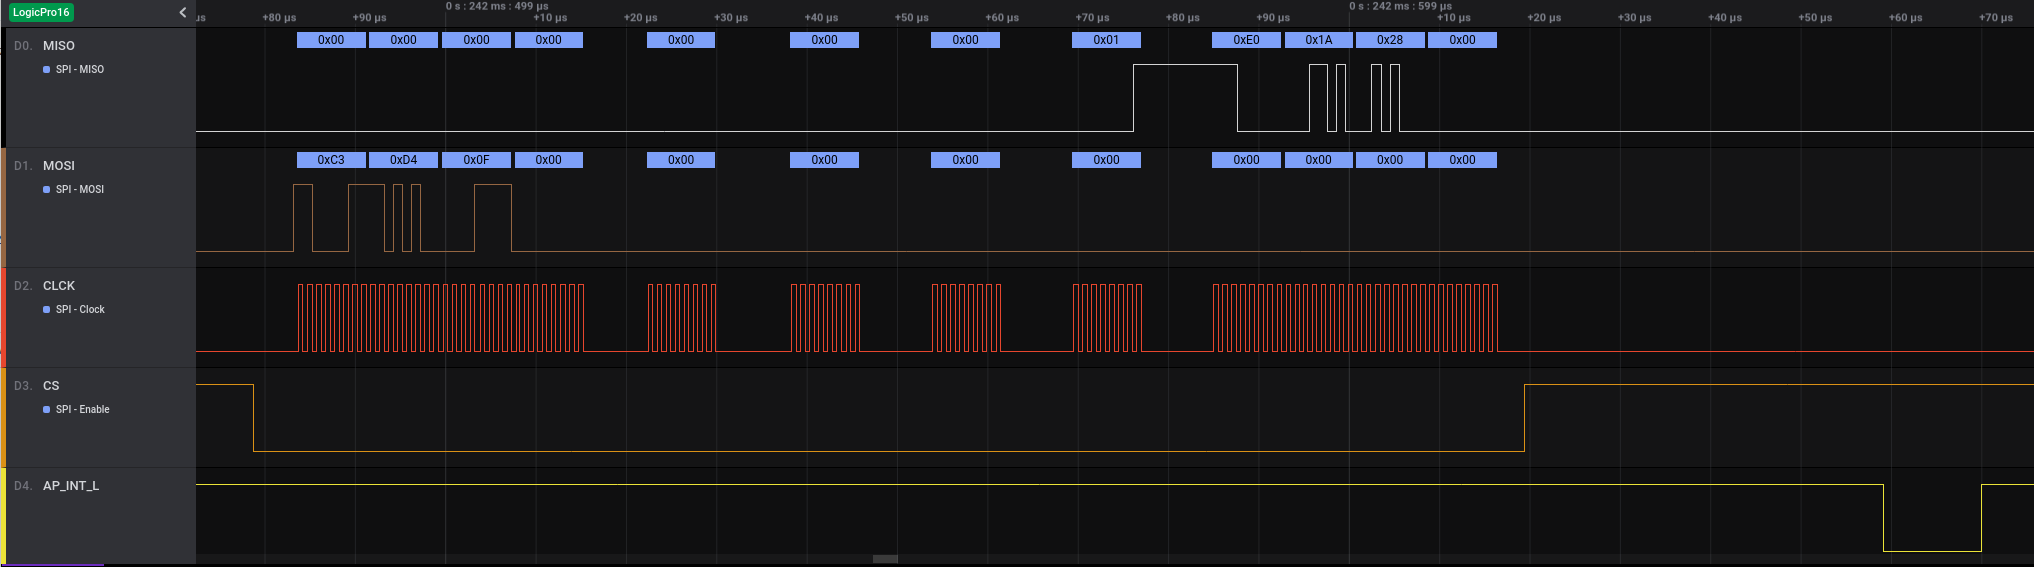 LogicPro16
0 s : 242 ms : 499 µs 0 s : 242 ms : 599 µs
µs +80 µs +90 µs +10 µs +20 µs +30 µs +40 µs +50 µs +60 µs +70 µs +80 µs +90 µs +10 µs +20 µs +30 µs +40 µs +50 µs +60 µs +70 µs
D0. MISO 0x00 0x00 0x00 0x00 0x00 0x00 0x00 0x01 0xE0 0x1A 0x28 0x00
SPI - MISO
D1. MOSI 0xC3 0xD4 0x0F 0x00 0x00 0x00 0x00 0x00 0x00 0x00 0x00 0x00
SPI - MOSI
D2. CLCK
SPI - Clock
D3. CS
SPI - Enable
D4. AP_INT_L